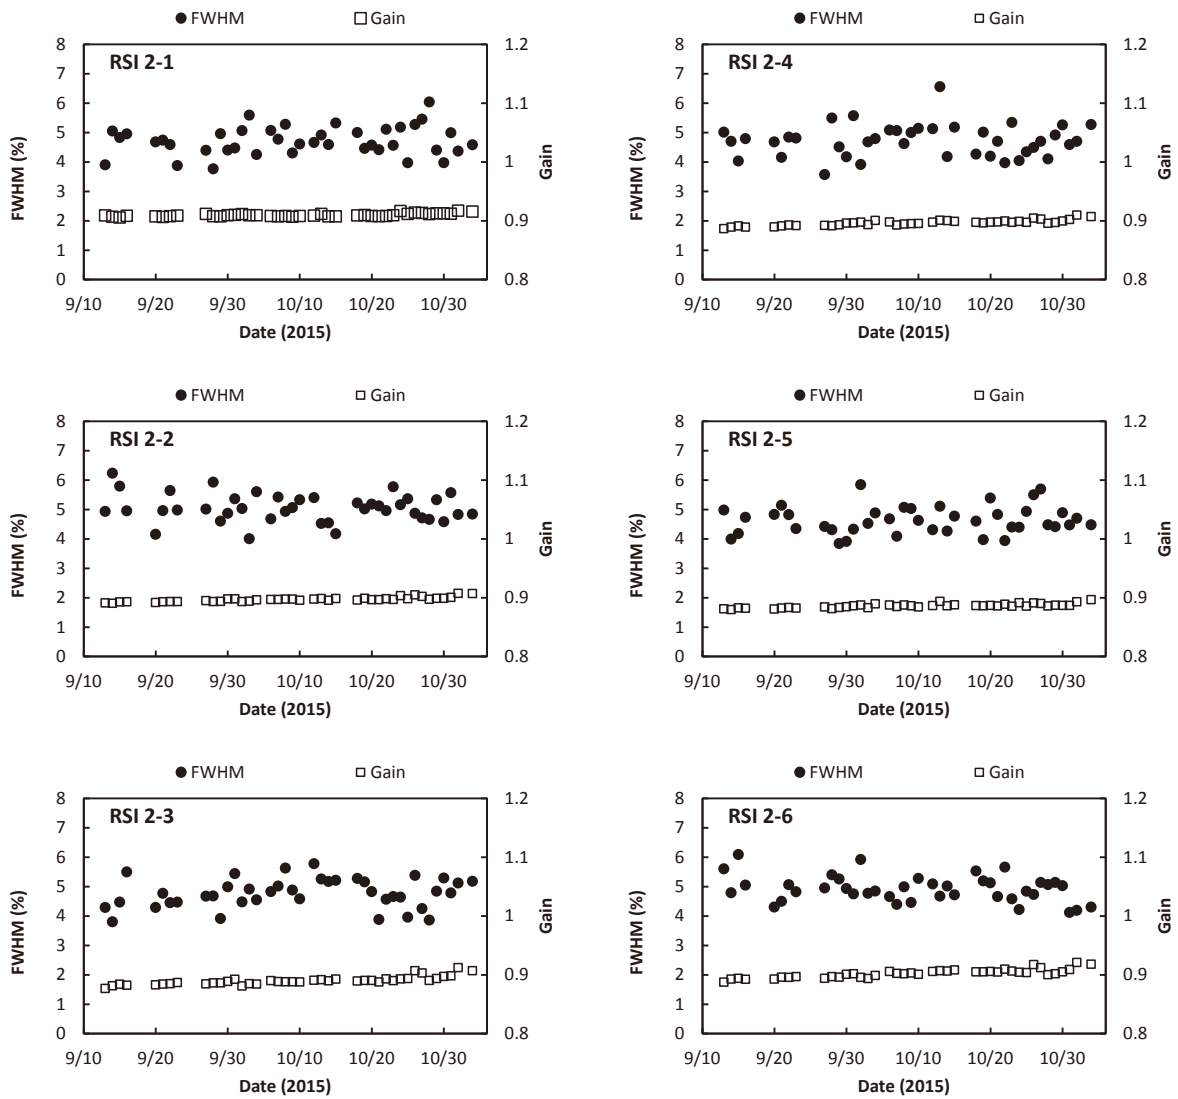 ● FWHM □ Gain
RSI 2-1
FWHM (%)
8
7
6
5
4
3
2
1
0
Gain
1.2
1.1
1
0.9
0.8
9/10 9/20 9/30 10/10 10/20 10/30
Date (2015)
● FWHM □ Gain
RSI 2-4
FWHM (%)
8
7
6
5
4
3
2
1
0
Gain
1.2
1.1
1
0.9
0.8
9/10 9/20 9/30 10/10 10/20 10/30
Date (2015)
● FWHM □ Gain
RSI 2-2
FWHM (%)
8
7
6
5
4
3
2
1
0
Gain
1.2
1.1
1
0.9
0.8
9/10 9/20 9/30 10/10 10/20 10/30
Date (2015)
● FWHM □ Gain
RSI 2-5
FWHM (%)
8
7
6
5
4
3
2
1
0
Gain
1.2
1.1
1
0.9
0.8
9/10 9/20 9/30 10/10 10/20 10/30
Date (2015)
● FWHM □ Gain
RSI 2-3
FWHM (%)
8
7
6
5
4
3
2
1
0
Gain
1.2
1.1
1
0.9
0.8
9/10 9/20 9/30 10/10 10/20 10/30
Date (2015)
● FWHM □ Gain
RSI 2-6
FWHM (%)
8
7
6
5
4
3
2
1
0
Gain
1.2
1.1
1
0.9
0.8
9/10 9/20 9/30 10/10 10/20 10/30
Date (2015)